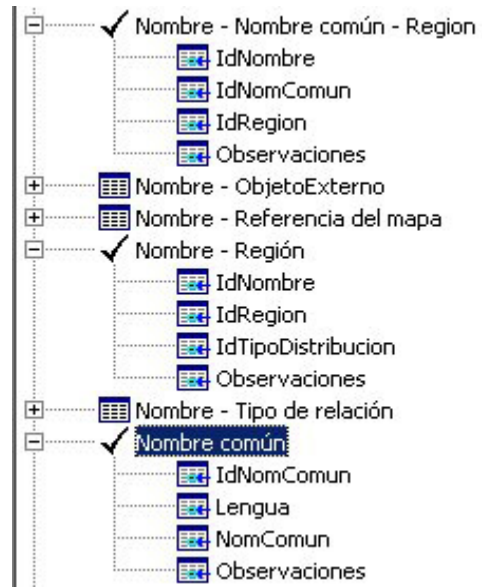 Nombre - Nombre común - Region
IdNombre
IdNomComun
IdRegion
Observaciones
Nombre - ObjetoExterno
Nombre - Referencia del mapa
Nombre - Región
IdNombre
IdRegion
IdTipoDistribucion
Observaciones
Nombre - Tipo de relación
Nombre común
IdNomComun
Lengua
NomComun
Observaciones